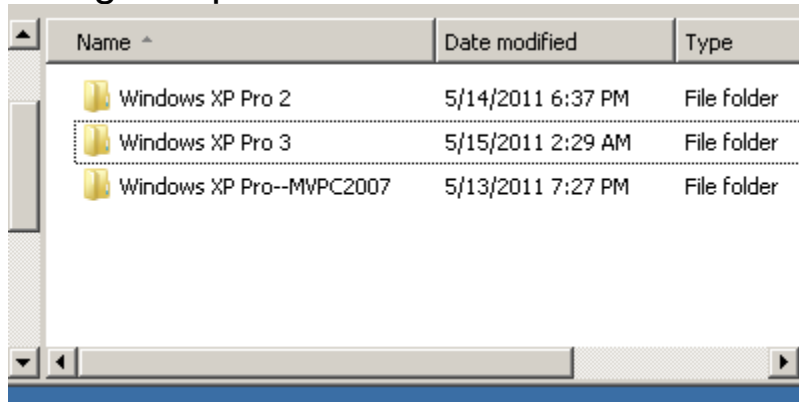 Name Date modified Type
Windows XP Pro 2 5/14/2011 6:37 PM File folder
Windows XP Pro 3 5/15/2011 2:29 AM File folder
Windows XP Pro--MVPC2007 5/13/2011 7:27 PM File folder